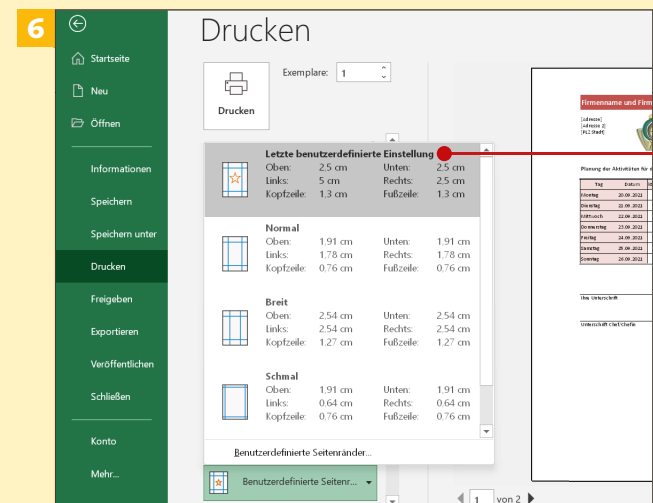 6
Drucken
Startseite
Neu
Öffnen
Informationen
Speichern
Speichern unter
Drucken
Freigeben
Exportieren
Veröffentlichen
Schließen
Konto
Mehr...
Exemplare: 1
Drucken
Letzte benutzerdefinierte Einstellung
Oben: 2,5 cm Unten: 2,5 cm
Links: 5 cm Rechts: 2,5 cm
Kopfzeile: 1,3 cm Fußzeile: 1,3 cm
Normal
Oben: 1,91 cm Unten: 1,91 cm
Links: 1,78 cm Rechts: 1,78 cm
Kopfzeile: 0,76 cm Fußzeile: 0,76 cm
Breit
Oben: 2,54 cm Unten: 2,54 cm
Links: 2,54 cm Rechts: 2,54 cm
Kopfzeile: 1,27 cm Fußzeile: 1,27 cm
Schmal
Oben: 1,91 cm Unten: 1,91 cm
Links: 0,64 cm Rechts: 0,64 cm
Kopfzeile: 0,76 cm Fußzeile: 0,76 cm
Benutzerdefinierte Seitenränder...
Benutzerdefinierte Seitenr...
Firmenname und Firm
[Adresse]
[Adresse 2]
[PLZ Stadt]
Planung der Aktivitäten für d
Tag Datum
Montag 20.09.2021
Dienstag 21.09.2021
Mittwoch 22.09.2021
Donnerstag 23.09.2021
Freitag 24.09.2021
Samstag 25.09.2021
Sonntag 26.09.2021
Ihre Unterschrift
Unterschrift Chef/Chefin
1 von 2